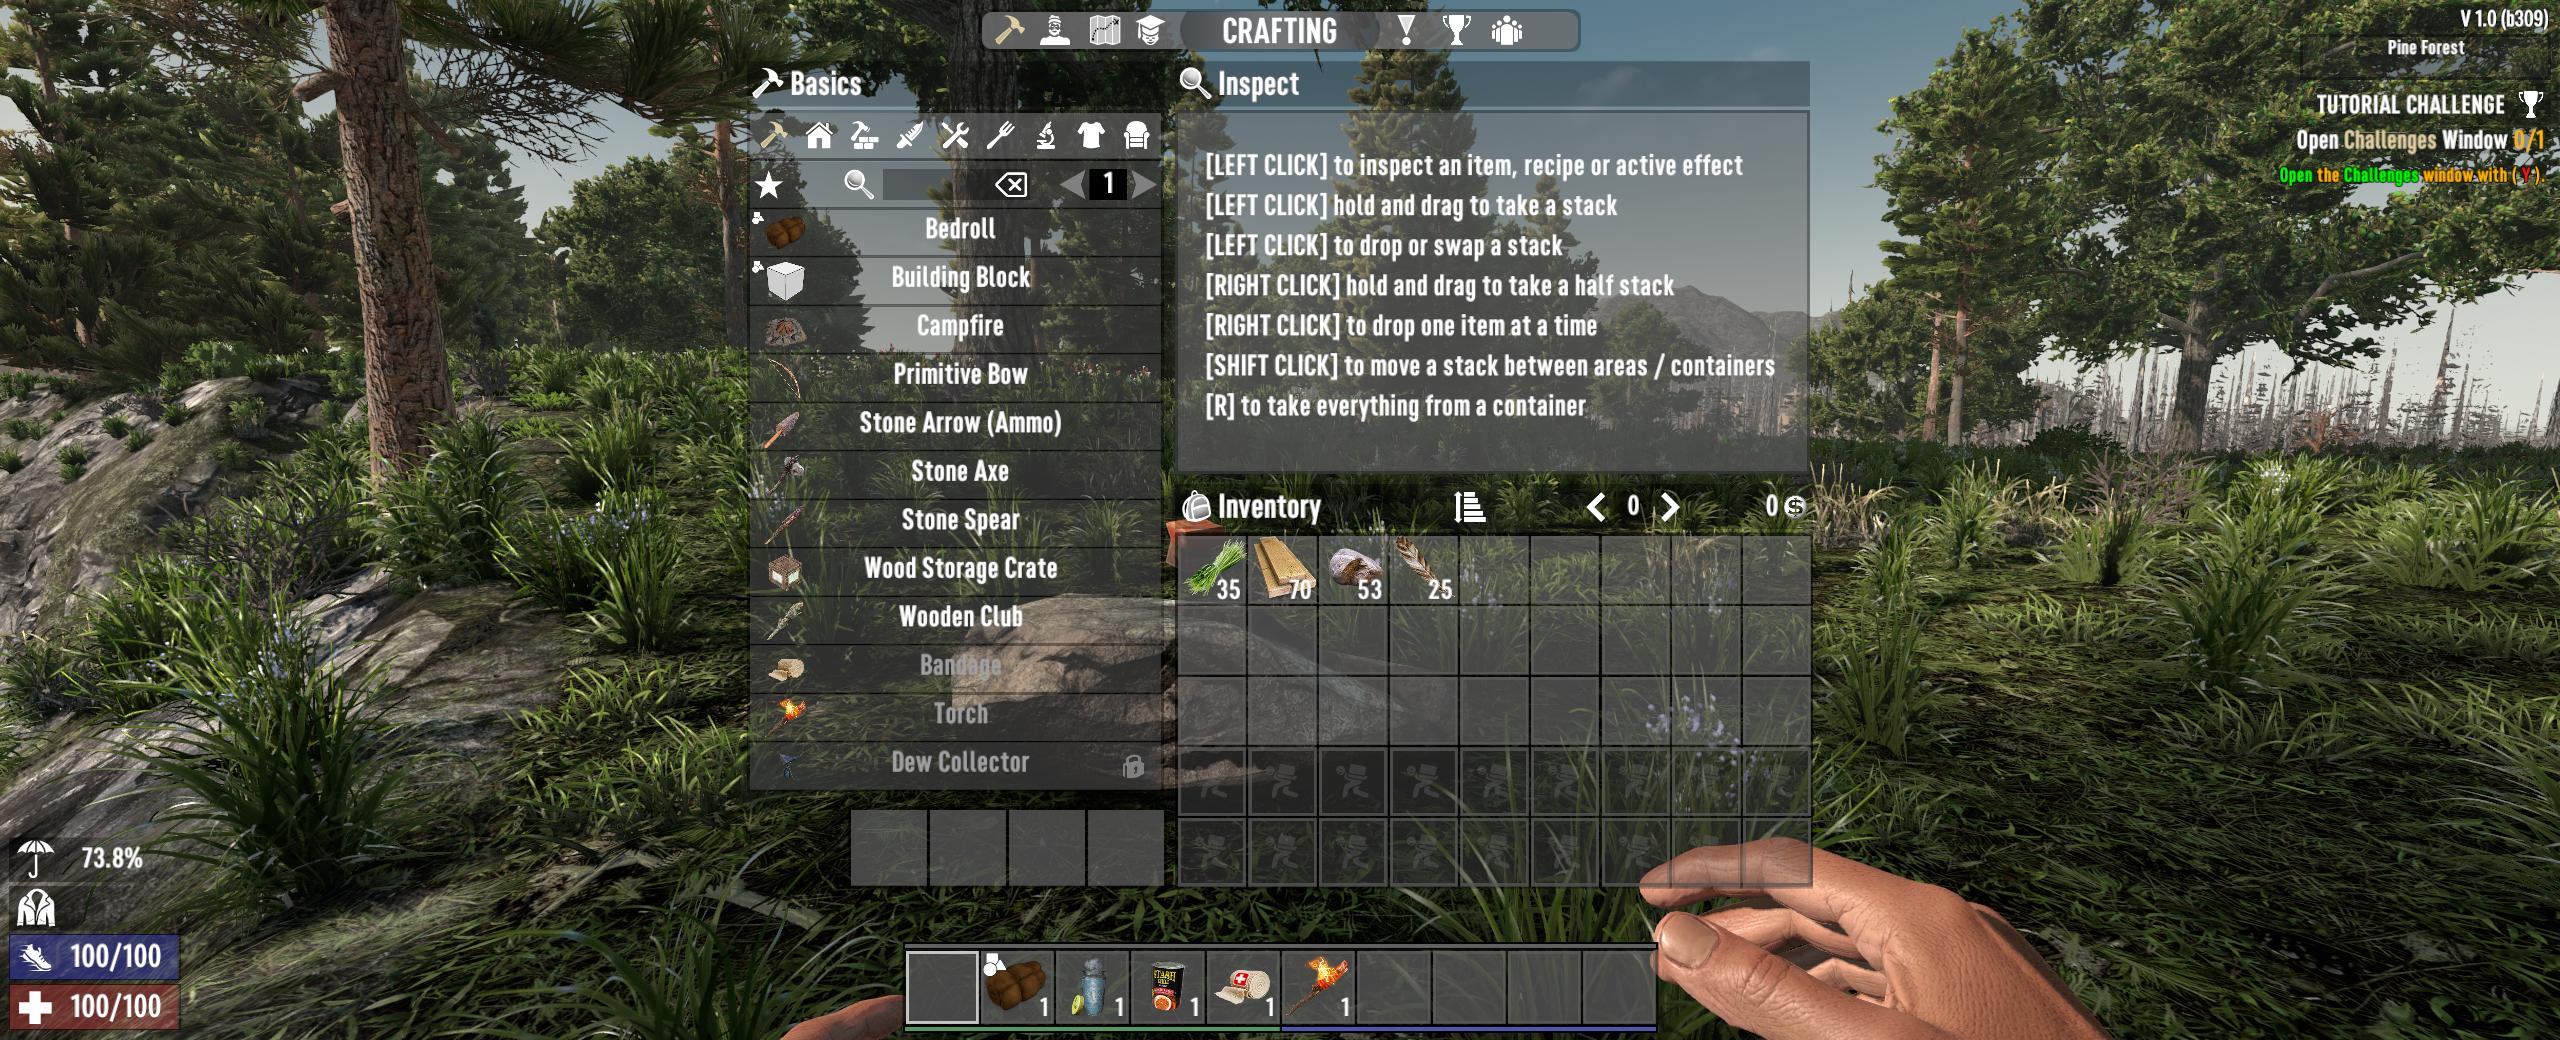 CRAFTING
V 1.0 (b309)
Pine Forest
TUTORIAL CHALLENGE
Open Challenges Window 0/1
Open the Challenges window with ( Y ).
Basics
1
Bedroll
Building Block
Campfire
Primitive Bow
Stone Arrow (Ammo)
Stone Axe
Stone Spear
Wood Storage Crate
Wooden Club
Bandage
Torch
Dew Collector
Inspect
[LEFT CLICK] to inspect an item, recipe or active effect
[LEFT CLICK] hold and drag to take a stack
[LEFT CLICK] to drop or swap a stack
[RIGHT CLICK] hold and drag to take a half stack
[RIGHT CLICK] to drop one item at a time
[SHIFT CLICK] to move a stack between areas / containers
[R] to take everything from a container
Inventory 0 0
35 70 53 25
73.8%
100/100
100/100
1 1 1 1 1